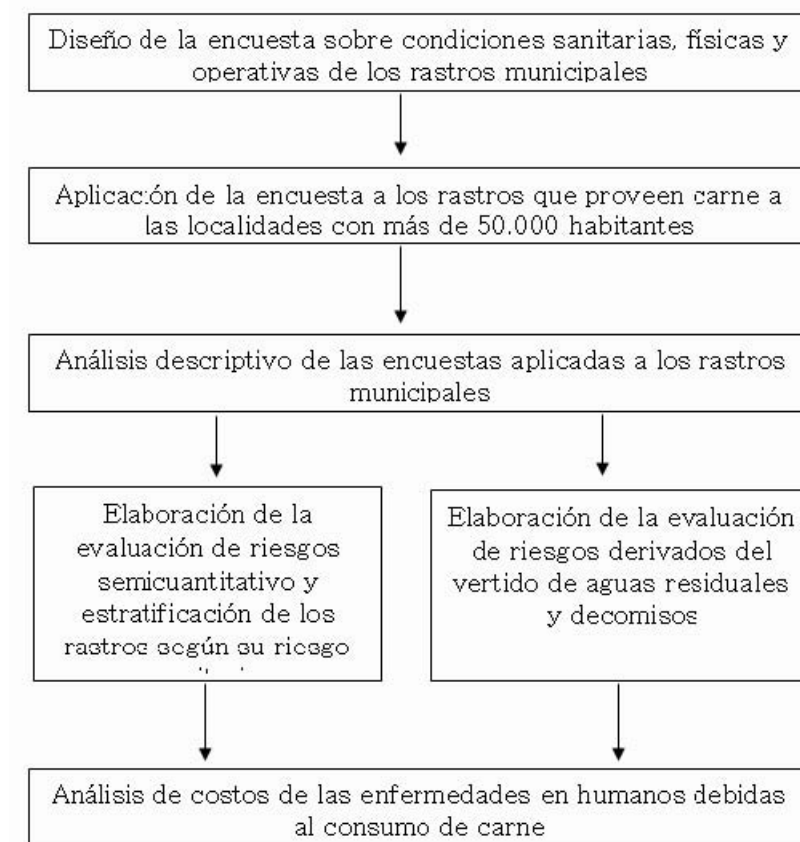 Diseño de la encuesta sobre condiciones sanitarias, físicas y
operativas de los rastros municipales
Aplicación de la encuesta a los rastros que proveen carne a
las localidades con más de 50.000 habitantes
Análisis descriptivo de las encuestas aplicadas a los rastros
municipales
Elaboración de la
evaluación de riesgos
semicuantitativo y
estratificación de los
rastros según su riesgo
Elaboración de la evaluación
de riesgos derivados del
vertido de aguas residuales
y decomisos
Análisis de costos de las enfermedades en humanos debidas
al consumo de carne